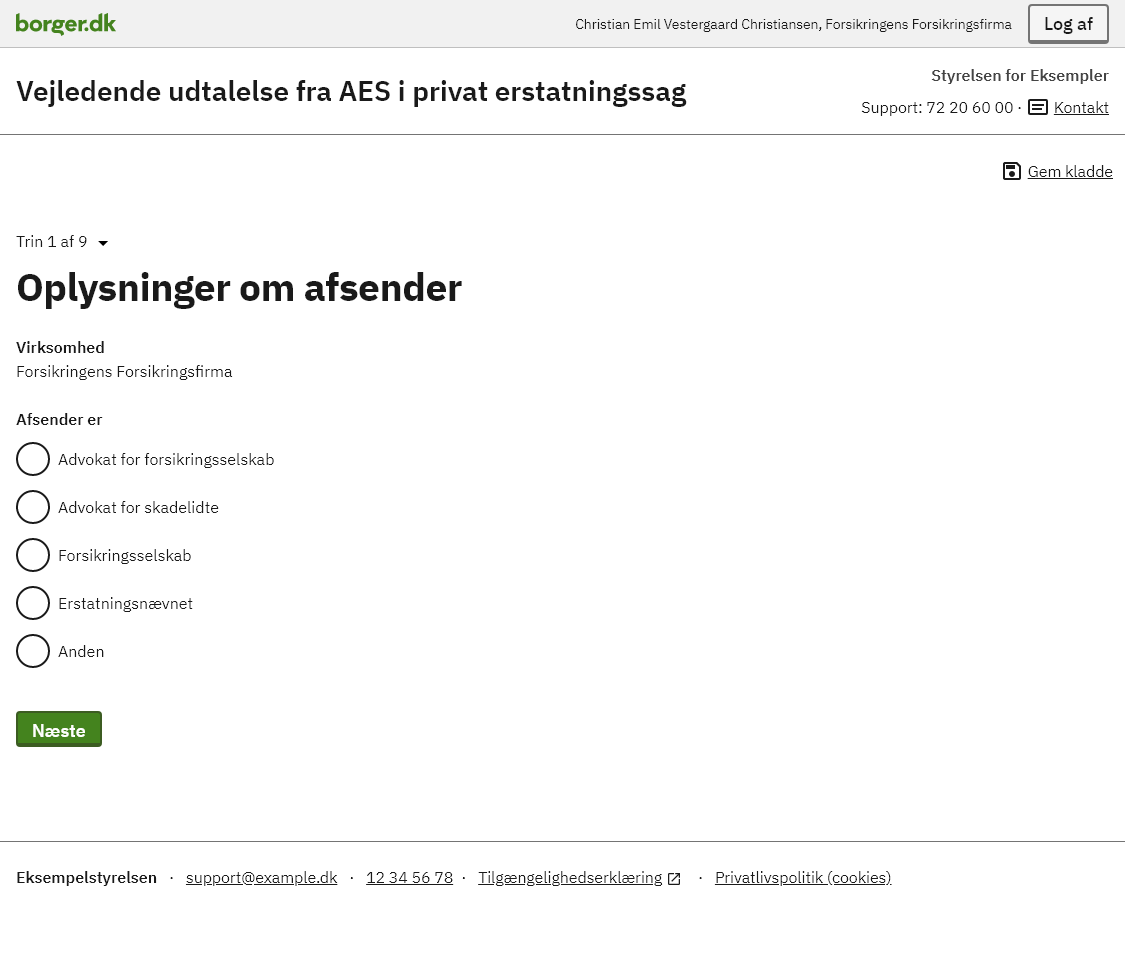 borger.dk
Christian Emil Vestergaard Christiansen, Forsikringens Forsikringsfirma
Log af
Vejledende udtalelse fra AES i privat erstatningssag
Styrelsen for Eksempler
Support: 72 20 60 00 · Kontakt
Gem kladde
Trin 1 af 9
Oplysninger om afsender
Virksomhed
Forsikringens Forsikringsfirma
Afsender er
Advokat for forsikringsselskab
Advokat for skadelidte
Forsikringsselskab
Erstatningsnævnet
Anden
Næste
Eksempelstyrelsen · support@example.dk · 12 34 56 78 · Tilgængelighedserklæring · Privatlivspolitik (cookies)